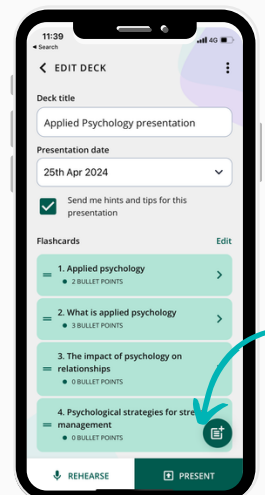 11:39
4G
◀ Search
EDIT DECK
Deck title
Applied Psychology presentation
Presentation date
25th Apr 2024
Send me hints and tips for this
presentation
Flashcards Edit
1. Applied psychology
2 BULLET POINTS
2. What is applied psychology
3 BULLET POINTS
3. The impact of psychology on
relationships
0 BULLET POINTS
4. Psychological strategies for
management
0 BULLET POINTS
REHEARSE PRESENT